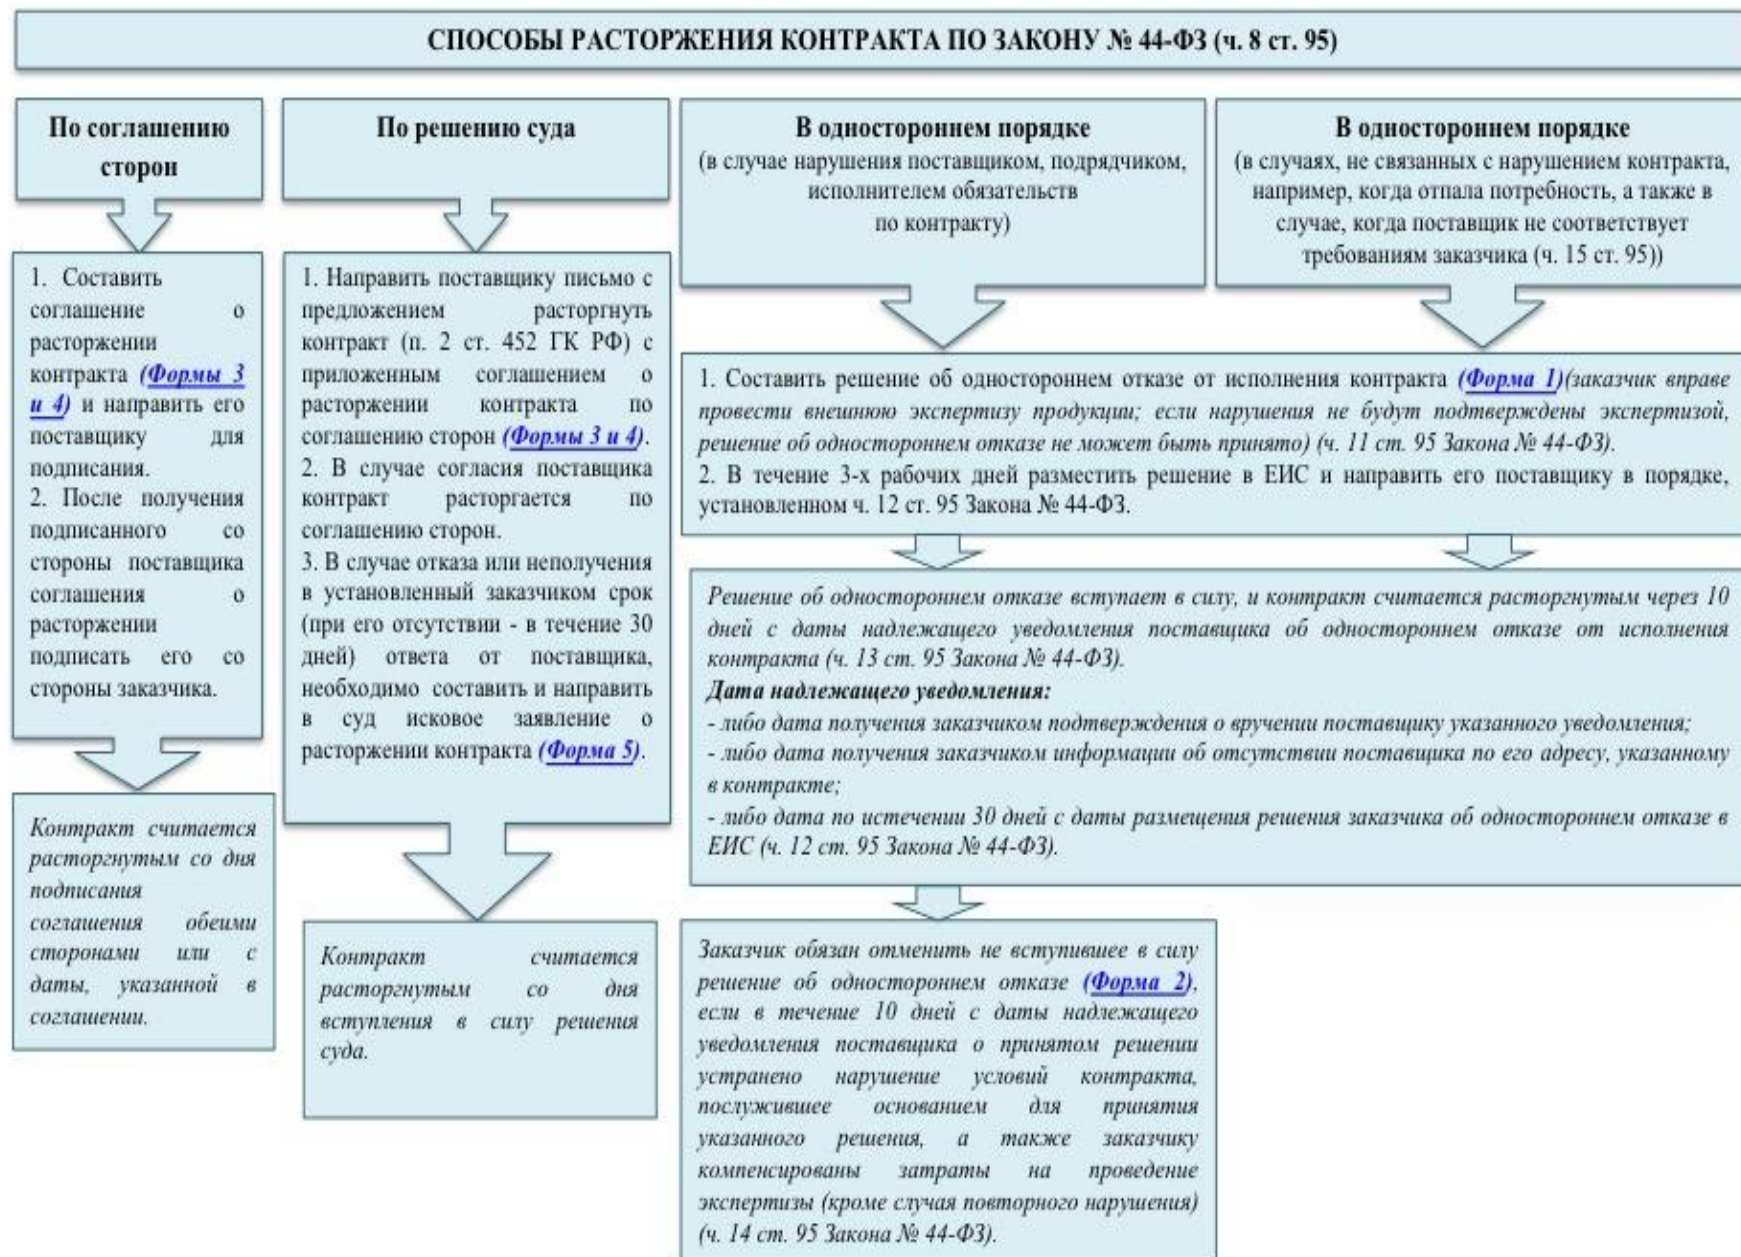 СПОСОБЫ РАСТОРЖЕНИЯ КОНТРАКТА ПО ЗАКОНУ № 44-ФЗ (ч. 8 ст. 95)
По соглашению
сторон
1. Составить
соглашение о
расторжении
контракта (Формы 3
и 4) и направить его
поставщику для
подписания.
2. После получения
подписанного со
стороны поставщика
соглашения о
расторжении
подписать его со
стороны заказчика.
Контракт считается
расторгнутым со дня
подписания
соглашения обеими
сторонами или с
даты, указанной в
соглашении.
По решению суда
1. Направить поставщику письмо с
предложением расторгнуть
контракт (п. 2 ст. 452 ГК РФ) с
приложенным соглашением о
расторжении контракта по
соглашению сторон (Формы 3 и 4).
2. В случае согласия поставщика
контракт расторгается по
соглашению сторон.
3. В случае отказа или неполучения
в установленный заказчиком срок
(при его отсутствии - в течение 30
дней) ответа от поставщика,
необходимо составить и направить
в суд исковое заявление о
расторжении контракта (Форма 5).
Контракт считается
расторгнутым со дня
вступления в силу решения
суда.
В одностороннем порядке
(в случае нарушения поставщиком, подрядчиком,
исполнителем обязательств
по контракту)
В одностороннем порядке
(в случаях, не связанных с нарушением контракта,
например, когда отпала потребность, а также в
случае, когда поставщик не соответствует
требованиям заказчика (ч. 15 ст. 95))
1. Составить решение об одностороннем отказе от исполнения контракта (Форма 1)(заказчик вправе
провести внешнюю экспертизу продукции; если нарушения не будут подтверждены экспертизой,
решение об одностороннем отказе не может быть принято) (ч. 11 ст. 95 Закона № 44-ФЗ).
2. В течение 3-х рабочих дней разместить решение в ЕИС и направить его поставщику в порядке,
установленном ч. 12 ст. 95 Закона № 44-ФЗ.
Решение об одностороннем отказе вступает в силу, и контракт считается расторгнутым через 10
дней с даты надлежащего уведомления поставщика об одностороннем отказе от исполнения
контракта (ч. 13 ст. 95 Закона № 44-ФЗ).
Дата надлежащего уведомления:
- либо дата получения заказчиком подтверждения о вручении поставщику указанного уведомления;
- либо дата получения заказчиком информации об отсутствии поставщика по его адресу, указанному
в контракте;
- либо дата по истечении 30 дней с даты размещения решения заказчика об одностороннем отказе в
ЕИС (ч. 12 ст. 95 Закона № 44-ФЗ).
Заказчик обязан отменить не вступившее в силу
решение об одностороннем отказе (Форма 2),
если в течение 10 дней с даты надлежащего
уведомления поставщика о принятом решении
устранено нарушение условий контракта,
послужившее основанием для принятия
указанного решения, а также заказчику
компенсированы затраты на проведение
экспертизы (кроме случая повторного нарушения)
(ч. 14 ст. 95 Закона № 44-ФЗ).